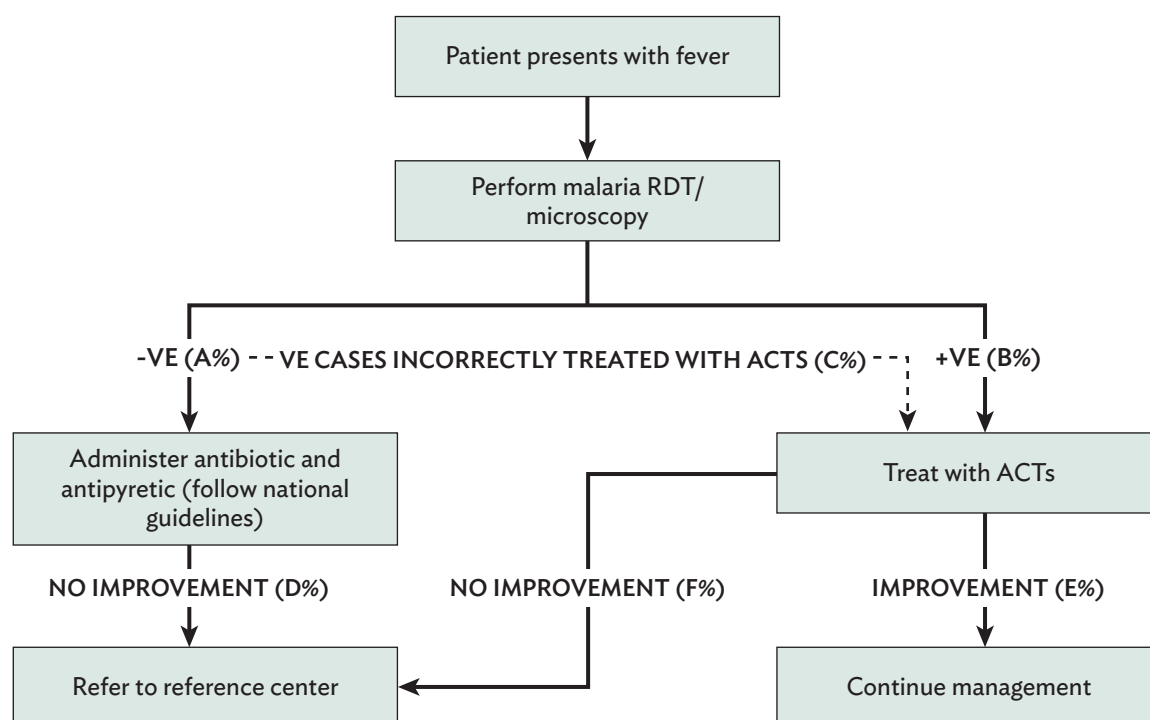 Patient presents with fever
Perform malaria RDT/
microscopy
-VE (A%)
VE CASES INCORRECTLY TREATED WITH ACTS (C%)
+VE (B%)
Administer antibiotic and
antipyretic (follow national
guidelines)
Treat with ACTs
NO IMPROVEMENT (D%)
NO IMPROVEMENT (F%)
IMPROVEMENT (E%)
Refer to reference center
Continue management